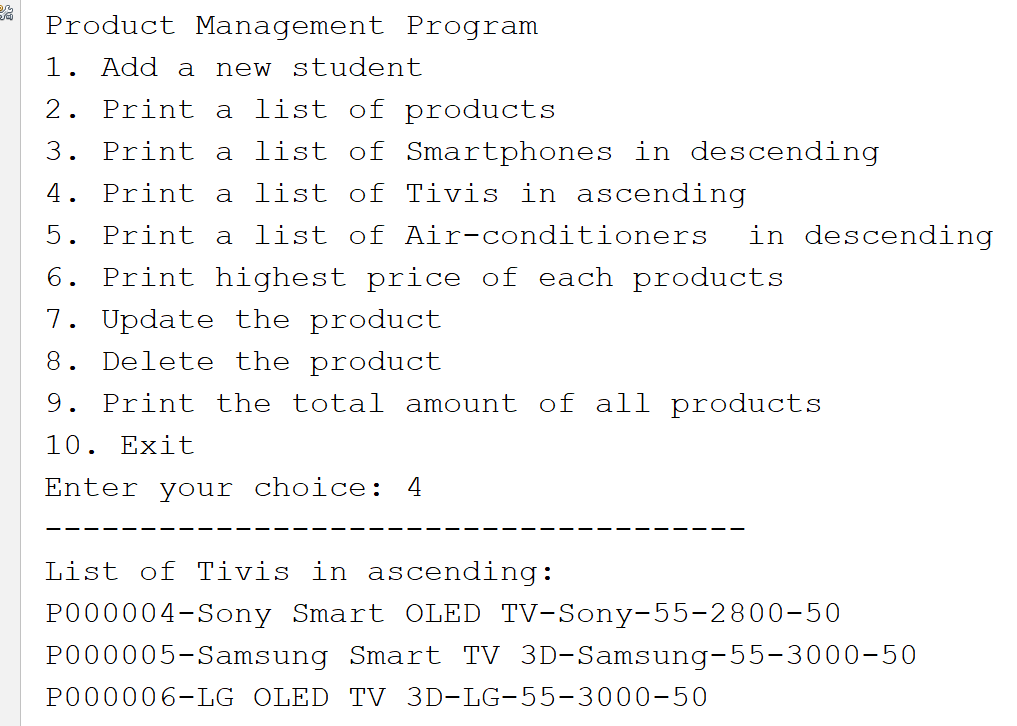 Product Management Program
1. Add a new student
2. Print a list of products
3. Print a list of Smartphones in descending
4. Print a list of Tivis in ascending
5. Print a list of Air-conditioners  in descending
6. Print highest price of each products
7. Update the product
8. Delete the product
9. Print the total amount of all products
10. Exit
Enter your choice: 4
-------------------------------------
List of Tivis in ascending:
P000004-Sony Smart OLED TV-Sony-55-2800-50
P000005-Samsung Smart TV 3D-Samsung-55-3000-50
P000006-LG OLED TV 3D-LG-55-3000-50